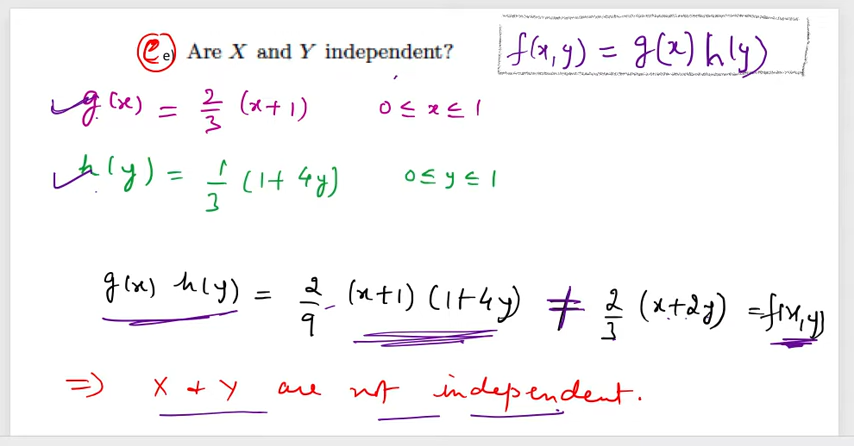 e e) Are X and Y independent?
f(x,y) = g(x) h(y)
g(x) = 2/3 (x+1) 0 ≤ x ≤ 1
h(y) = 1/3 (1+4y) 0 ≤ y ≤ 1
g(x) h(y) = 2/9 (x+1) (1+4y) ≠ 2/3 (x+2y) = f(x,y)
⇒ X + Y are not independent.